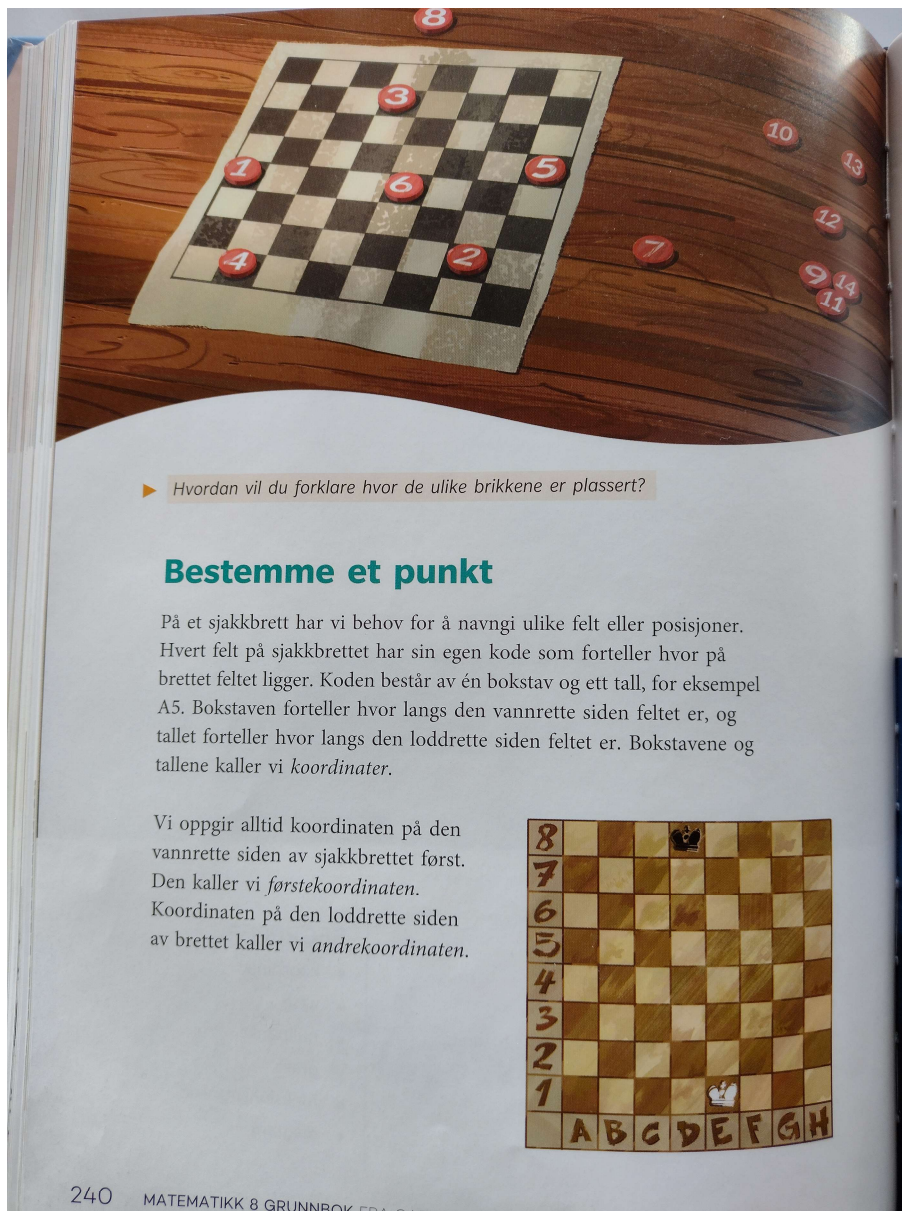 8
3
10
13
1
5
6
12
7
4
2
9
14
11
Hvordan vil du forklare hvor de ulike brikkene er plassert?
Bestemme et punkt
På et sjakkbrett har vi behov for å navngi ulike felt eller posisjoner.
Hvert felt på sjakkbrettet har sin egen kode som forteller hvor på
brettet feltet ligger. Koden består av én bokstav og ett tall, for eksempel
A5. Bokstaven forteller hvor langs den vannrette siden feltet er, og
tallet forteller hvor langs den loddrette siden feltet er. Bokstavene og
tallene kaller vi koordinater.
Vi oppgir alltid koordinaten på den
vannrette siden av sjakkbrettet først.
Den kaller vi førstekoordinaten.
Koordinaten på den loddrette siden
av brettet kaller vi andrekoordinaten.
8
7
6
5
4
3
2
1
A B C D E F G H
240 MATEMATIKK 8 GRUNNBOK FRA